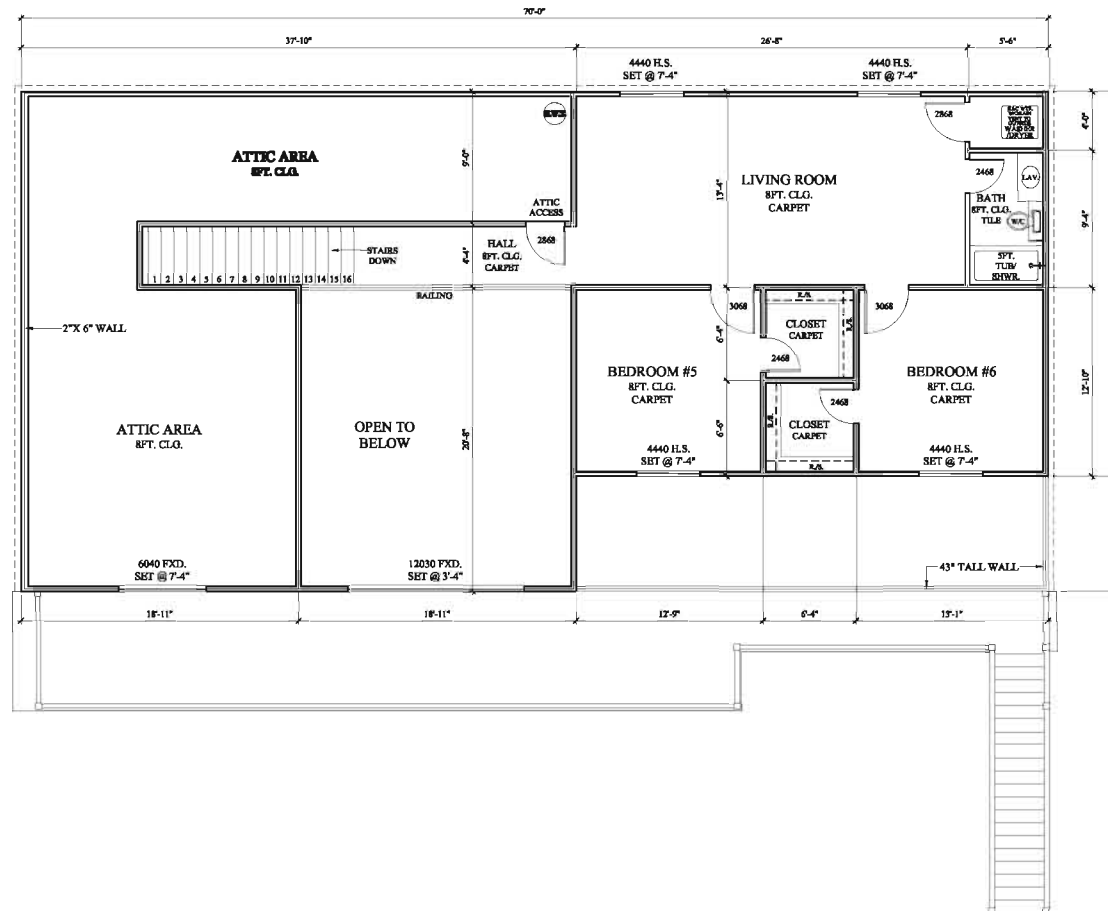 70'-0"
37'-10"
26'-8"
5'-6"
4440 H.S.
SET @ 7'-4"
4440 H.S.
SET @ 7'-4"
ATTIC AREA
8FT. CLG.
9'-0"
ATTIC
ACCESS
2868
HALL
8FT. CLG.
CARPET
4'-4"
STAIRS
DOWN
1 2 3 4 5 6 7 8 9 10 11 12 13 14 15 16
RAILING
LIVING ROOM
8FT. CLG.
CARPET
13'-4"
2868
WASHER
/DRYER
4'-0"
2468
LAV.
BATH
8FT. CLG.
TILE
W/C
5FT.
TUB/
SHWR.
9'-4"
2"X 6" WALL
3068
R./S.
R./S.
CLOSET
CARPET
3068
6'-4"
2468
BEDROOM #5
8FT. CLG.
CARPET
BEDROOM #6
8FT. CLG.
CARPET
12'-10"
2468
R./S.
CLOSET
CARPET
R./S.
6'-6"
4440 H.S.
SET @ 7'-4"
4440 H.S.
SET @ 7'-4"
ATTIC AREA
8FT. CLG.
OPEN TO
BELOW
20'-8"
6040 FXD.
SET @ 7'-4"
12030 FXD.
SET @ 3'-4"
43" TALL WALL
18'-11"
18'-11"
12'-9"
6'-4"
13'-1"